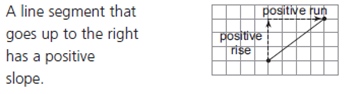 A line segment that
goes up to the right
has a positive
slope.
positive run
positive
rise